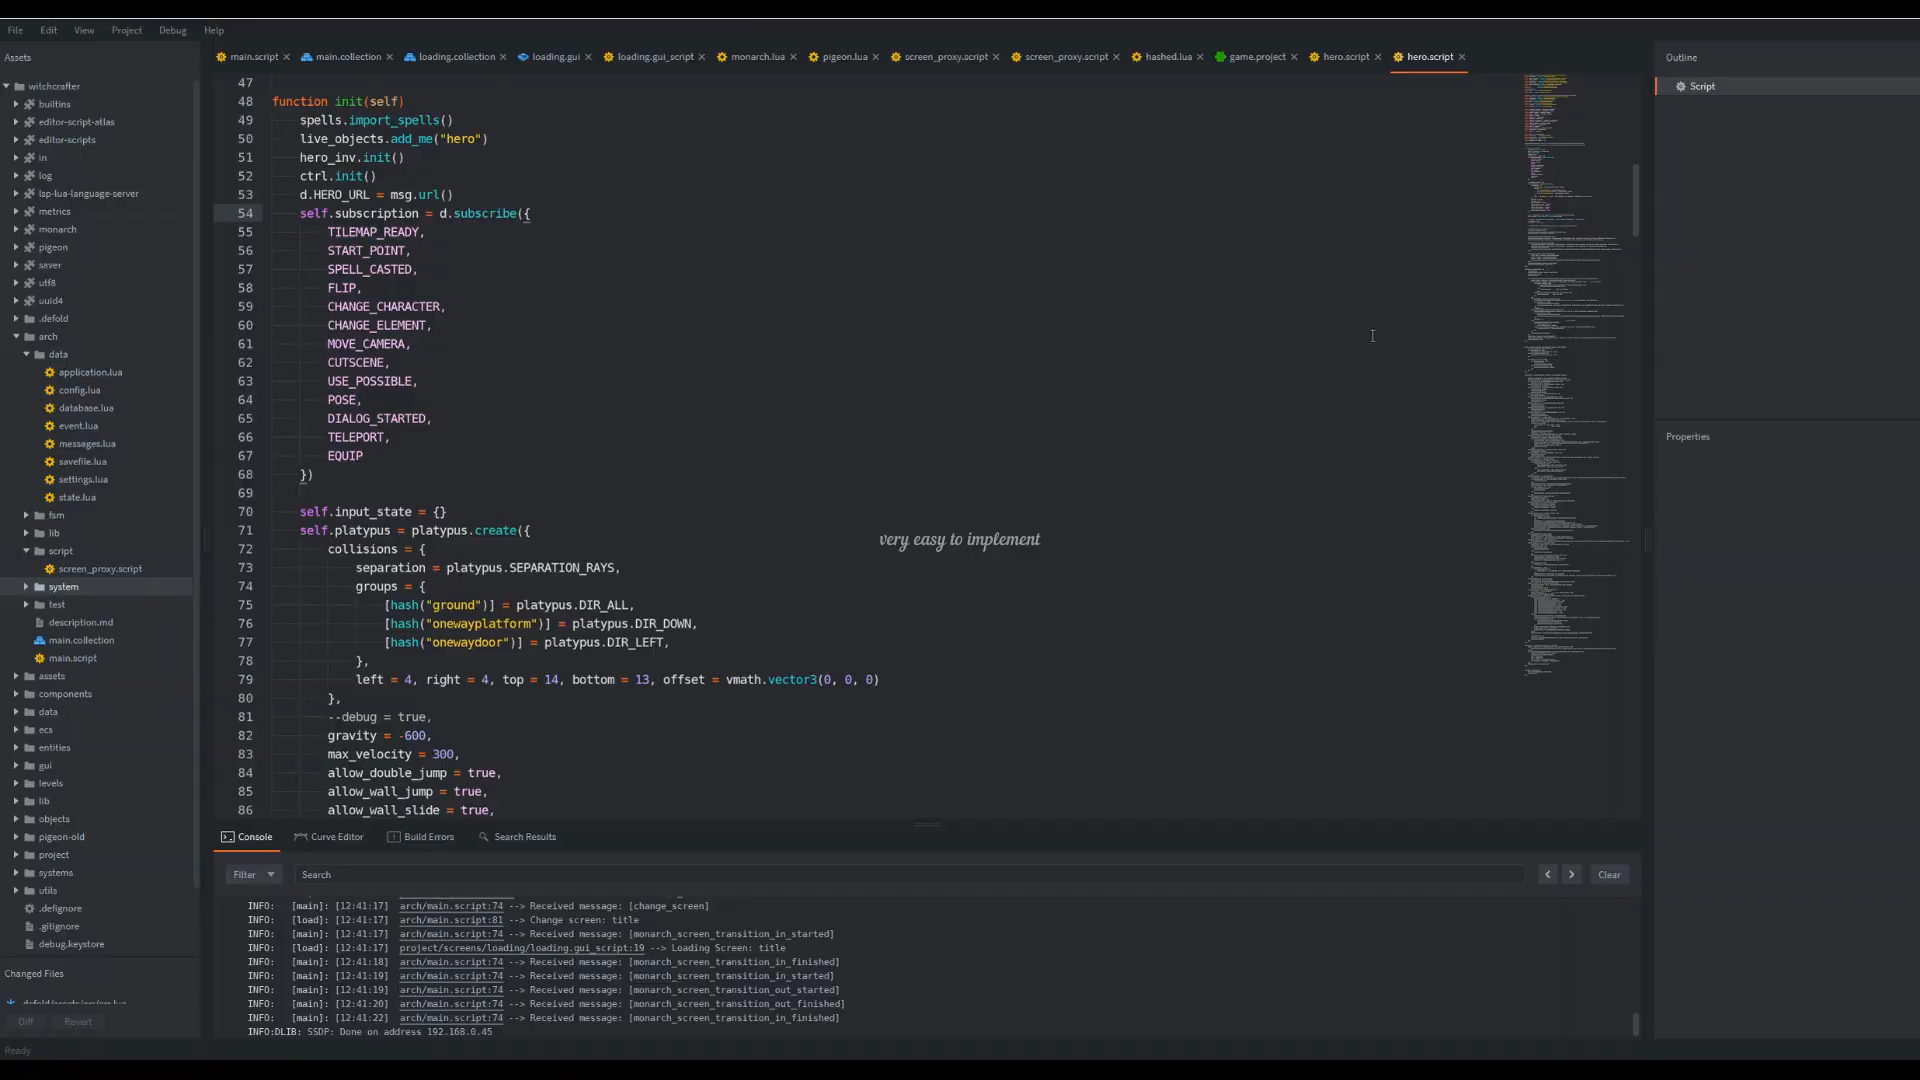 File Edit View Project Debug Help
Assets
witchcrafter
builtins
editor-script-atlas
editor-scripts
in
log
lsp-lua-language-server
metrics
monarch
pigeon
saver
utf8
uuid4
.defold
arch
data
application.lua
config.lua
database.lua
event.lua
messages.lua
savefile.lua
settings.lua
state.lua
fsm
lib
script
screen_proxy.script
system
test
description.md
main.collection
main.script
assets
components
data
ecs
entities
gui
levels
lib
objects
pigeon-old
project
systems
utils
.defignore
.gitignore
debug.keystore
Changed Files
Diff Revert
Ready
main.script main.collection loading.collection loading.gui loading.gui_script monarch.lua pigeon.lua screen_proxy.script screen_proxy.script hashed.lua game.project hero.script hero.script
47
48 function init(self)
49 spells.import_spells()
50 live_objects.add_me("hero")
51 hero_inv.init()
52 ctrl.init()
53 d.HERO_URL = msg.url()
54 self.subscription = d.subscribe({
55 TILEMAP_READY,
56 START_POINT,
57 SPELL_CASTED,
58 FLIP,
59 CHANGE_CHARACTER,
60 CHANGE_ELEMENT,
61 MOVE_CAMERA,
62 CUTSCENE,
63 USE_POSSIBLE,
64 POSE,
65 DIALOG_STARTED,
66 TELEPORT,
67 EQUIP
68 })
69
70 self.input_state = {}
71 self.platypus = platypus.create({
72 collisions = {
73 separation = platypus.SEPARATION_RAYS,
74 groups = {
75 [hash("ground")] = platypus.DIR_ALL,
76 [hash("onewayplatform")] = platypus.DIR_DOWN,
77 [hash("onewaydoor")] = platypus.DIR_LEFT,
78 },
79 left = 4, right = 4, top = 14, bottom = 13, offset = vmath.vector3(0, 0, 0)
80 },
81 --debug = true,
82 gravity = -600,
83 max_velocity = 300,
84 allow_double_jump = true,
85 allow_wall_jump = true,
86 allow_wall_slide = true,
very easy to implement
Console Curve Editor Build Errors Search Results
Filter Search Clear
INFO: [main]: [12:41:17] arch/main.script:74 --> Received message: [change_screen]
INFO: [load]: [12:41:17] arch/main.script:81 --> Change screen: title
INFO: [main]: [12:41:17] arch/main.script:74 --> Received message: [monarch_screen_transition_in_started]
INFO: [load]: [12:41:17] project/screens/loading/loading.gui_script:19 --> Loading Screen: title
INFO: [main]: [12:41:18] arch/main.script:74 --> Received message: [monarch_screen_transition_in_finished]
INFO: [main]: [12:41:19] arch/main.script:74 --> Received message: [monarch_screen_transition_in_started]
INFO: [main]: [12:41:19] arch/main.script:74 --> Received message: [monarch_screen_transition_out_started]
INFO: [main]: [12:41:20] arch/main.script:74 --> Received message: [monarch_screen_transition_out_finished]
INFO: [main]: [12:41:22] arch/main.script:74 --> Received message: [monarch_screen_transition_in_finished]
INFO:DLIB: SSDP: Done on address 192.168.0.45
Outline
Script
Properties